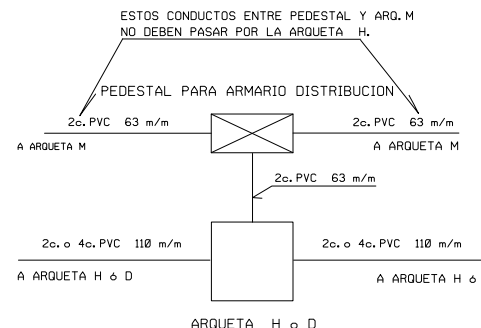 ESTOS CONDUCTOS ENTRE PEDESTAL Y ARQ. M
NO DEBEN PASAR POR LA ARQUETA H.
PEDESTAL PARA ARMARIO DISTRIBUCION
2c. PVC 63 m/m
2c. PVC 63 m/m
A ARQUETA M
A ARQUETA M
2c. PVC 63 m/m
2c. o 4c. PVC 110 m/m
2c. o 4c. PVC 110 m/m
A ARQUETA H ó D
A ARQUETA H ó
ARQUETA H o D